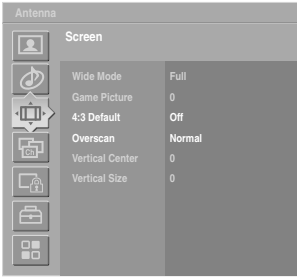 Antenna
Screen
Wide Mode Full
Game Picture 0
4:3 Default Off
Overscan Normal
Ch
Vertical Center 0
Vertical Size 0